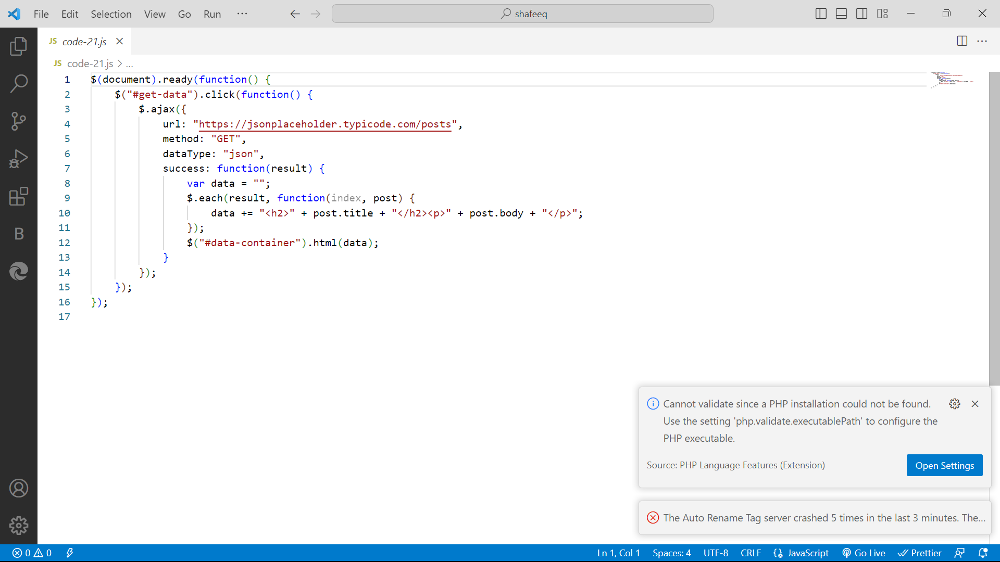 File Edit Selection View Go Run ···
shafeeq
JS code-21.js
JS code-21.js > ...
1 $(document).ready(function() {
2     $("#get-data").click(function() {
3         $.ajax({
4             url: "https://jsonplaceholder.typicode.com/posts",
5             method: "GET",
6             dataType: "json",
7             success: function(result) {
8                 var data = "";
9                 $.each(result, function(index, post) {
10                     data += "<h2>" + post.title + "</h2><p>" + post.body + "</p>";
11                 });
12                 $("#data-container").html(data);
13             }
14         });
15     });
16 });
17
B
Cannot validate since a PHP installation could not be found.
Use the setting 'php.validate.executablePath' to configure the
PHP executable.
Source: PHP Language Features (Extension)
Open Settings
The Auto Rename Tag server crashed 5 times in the last 3 minutes. The...
0 0 Ln 1, Col 1 Spaces: 4 UTF-8 CRLF JavaScript Go Live Prettier